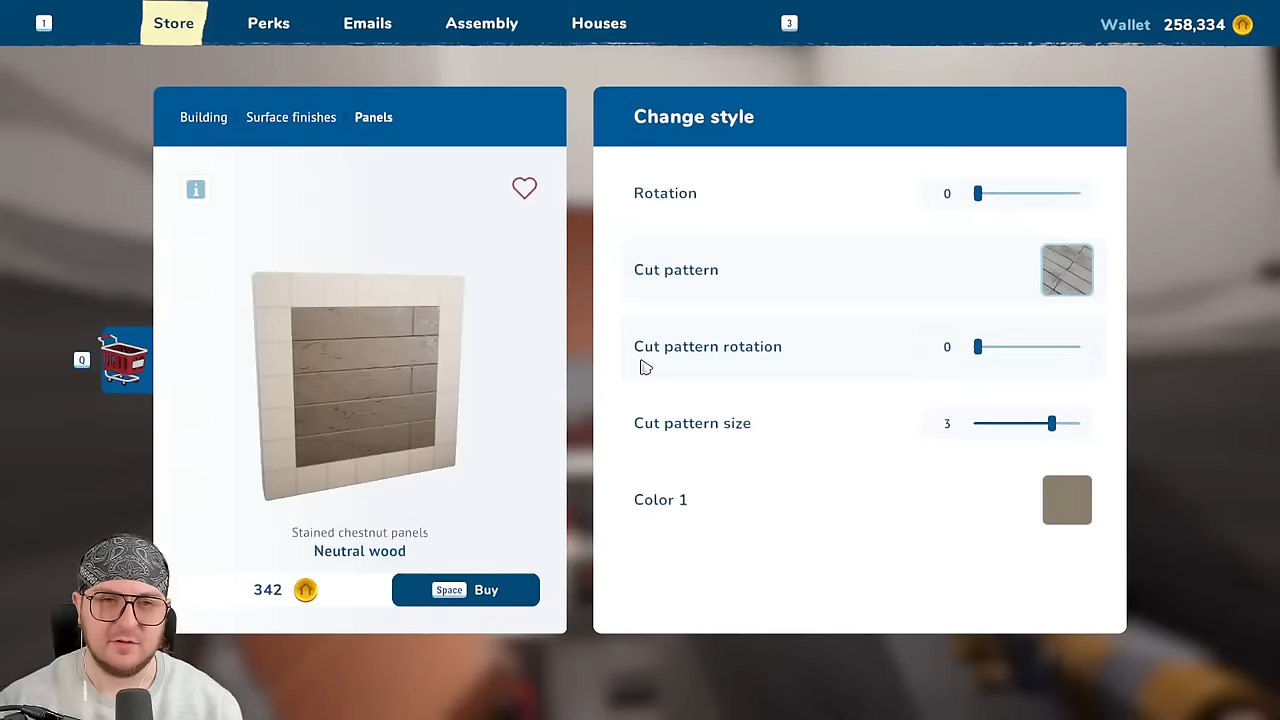 1 Store Perks Emails Assembly Houses 3 Wallet 258,334
Building Surface finishes Panels
i
Q
Stained chestnut panels
Neutral wood
342 Space Buy
Change style
Rotation 0
Cut pattern
Cut pattern rotation 0
Cut pattern size 3
Color 1